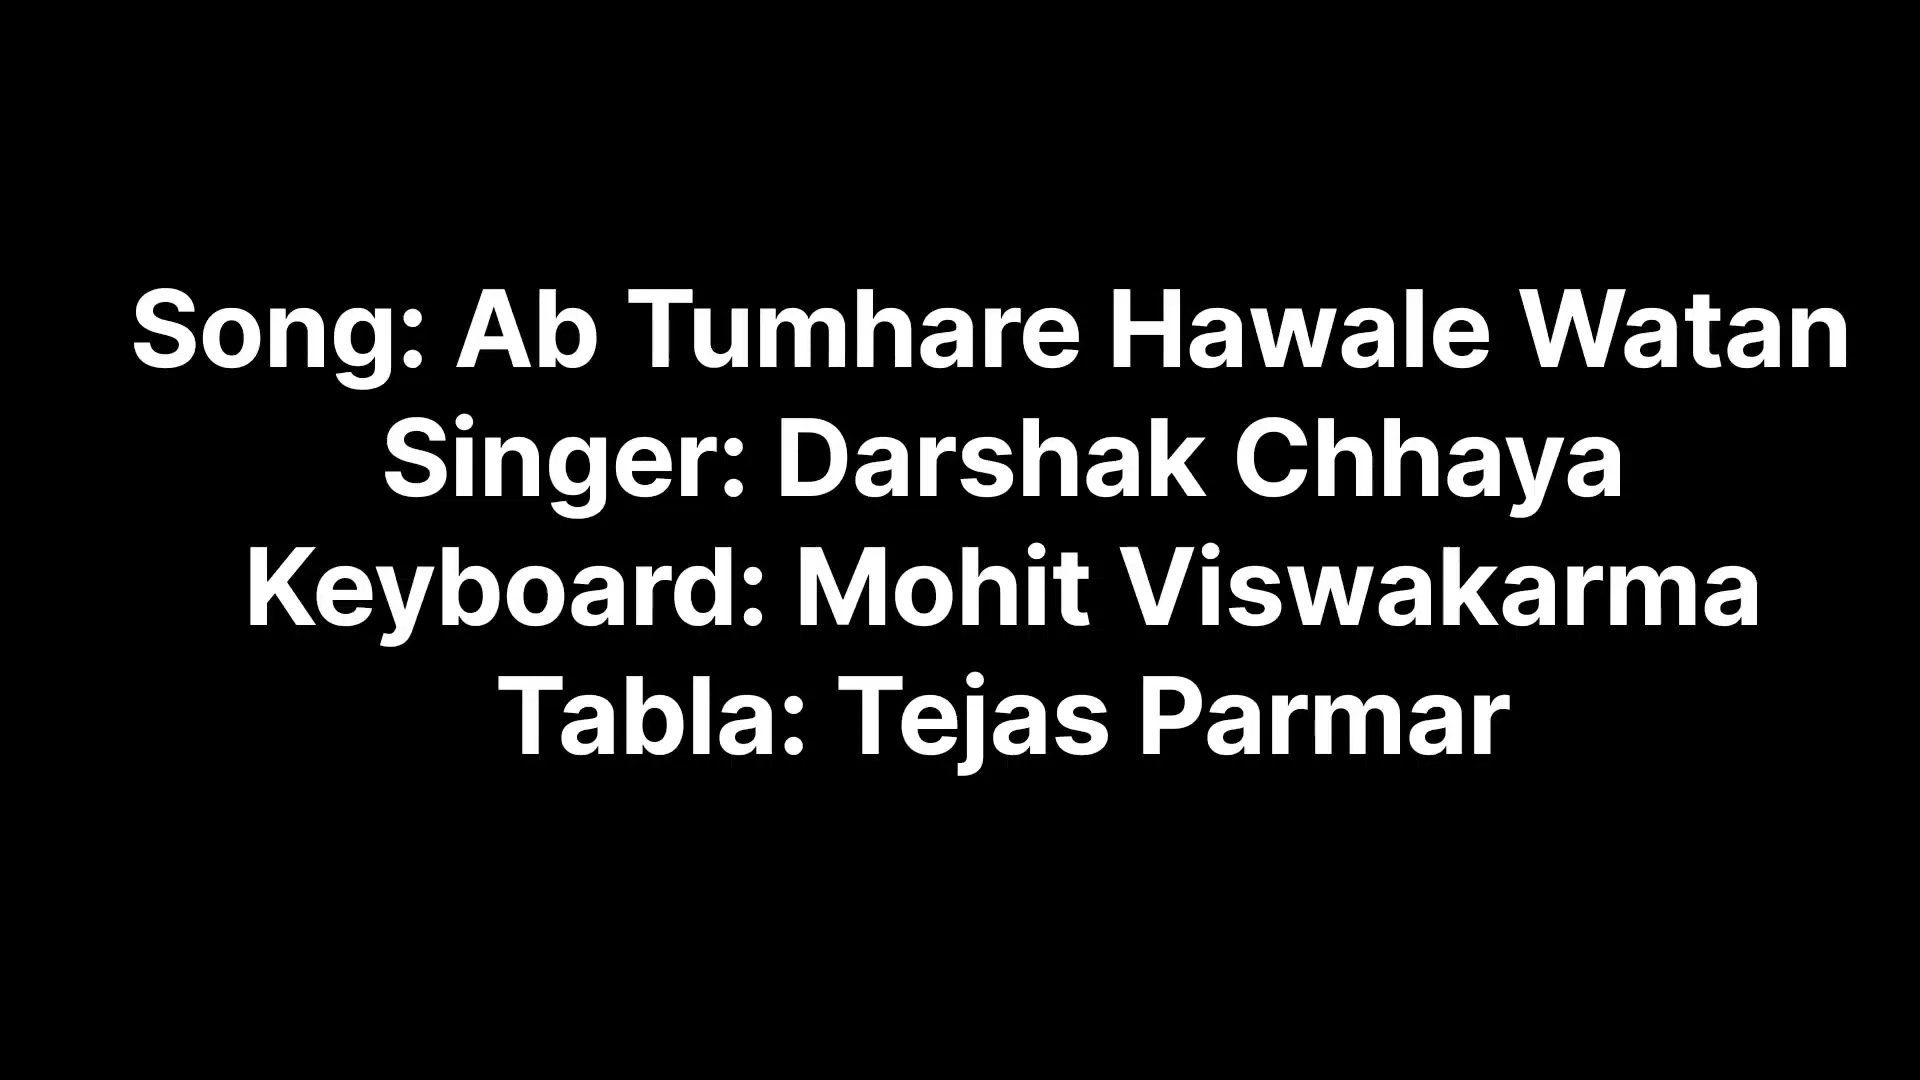 Song: Ab Tumhare Hawale Watan
Singer: Darshak Chhaya
Keyboard: Mohit Viswakarma
Tabla: Tejas Parmar